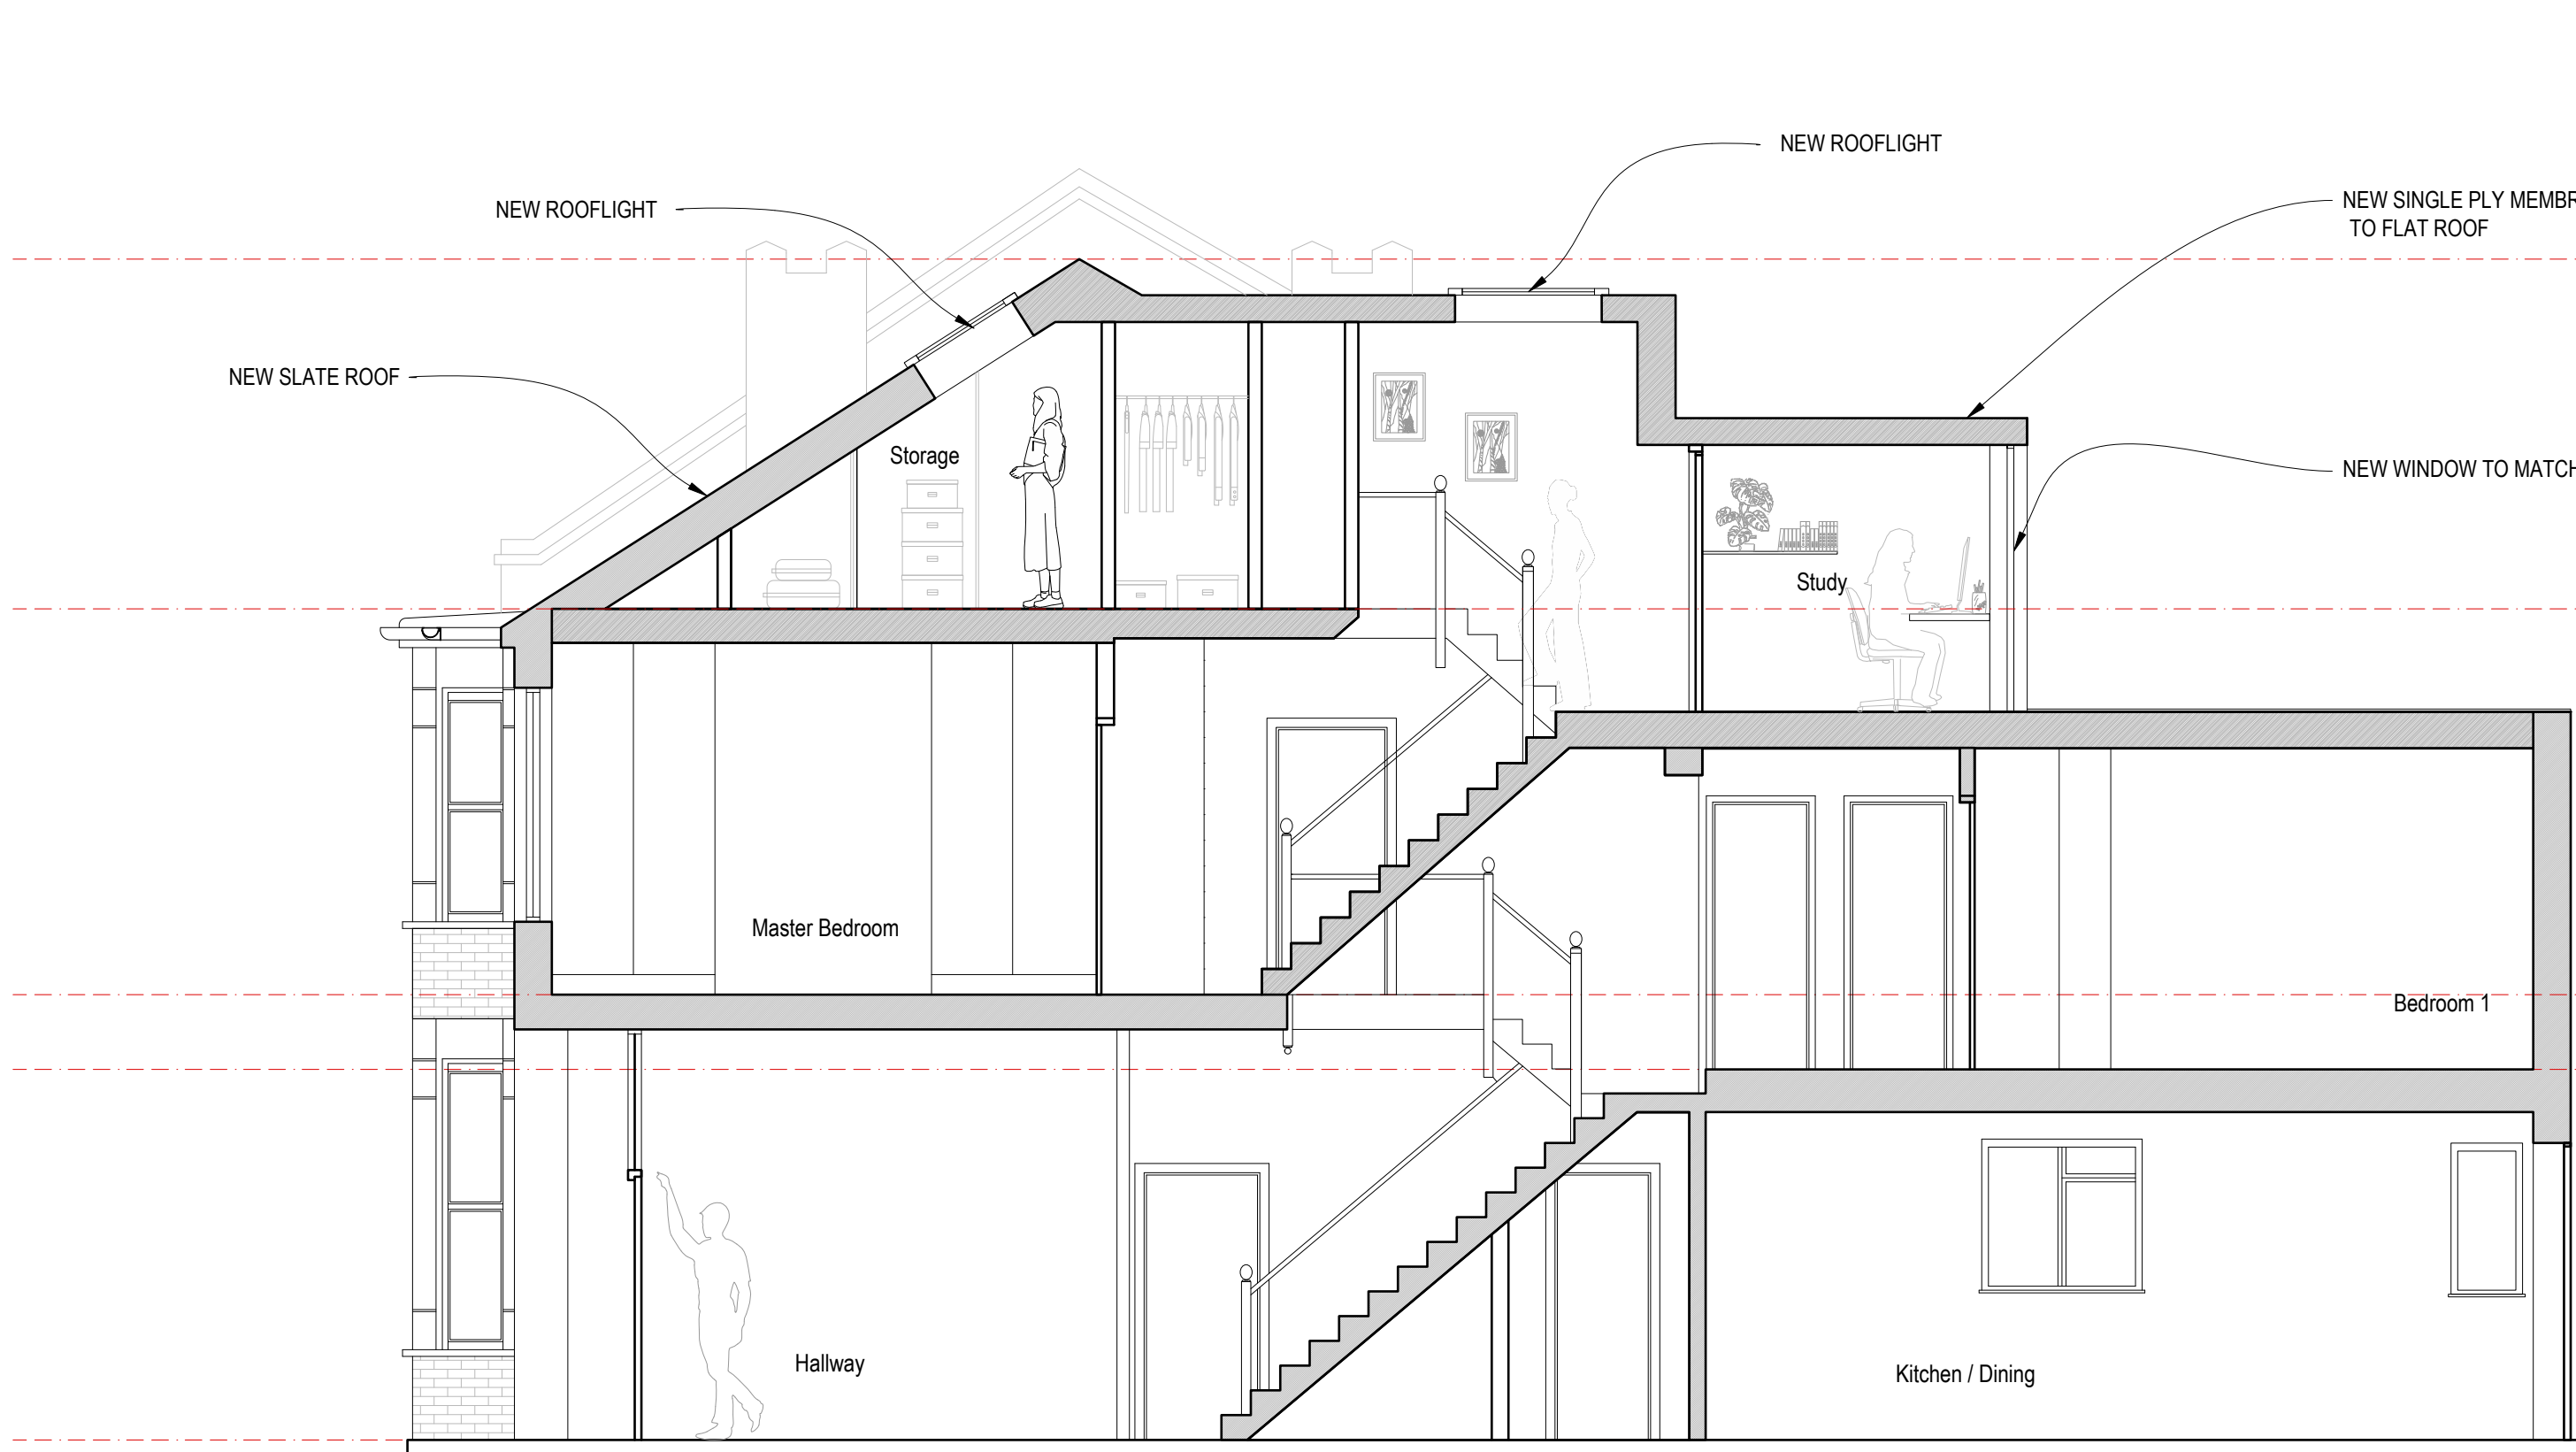 NEW ROOFLIGHT
NEW SINGLE PLY
TO FLAT ROOF
NEW ROOFLIGHT
NEW SLATE ROOF
Storage
NEW WINDOW TO MATCH
Study
Master Bedroom
Bedroom 1
Hallway
Kitchen / Dining